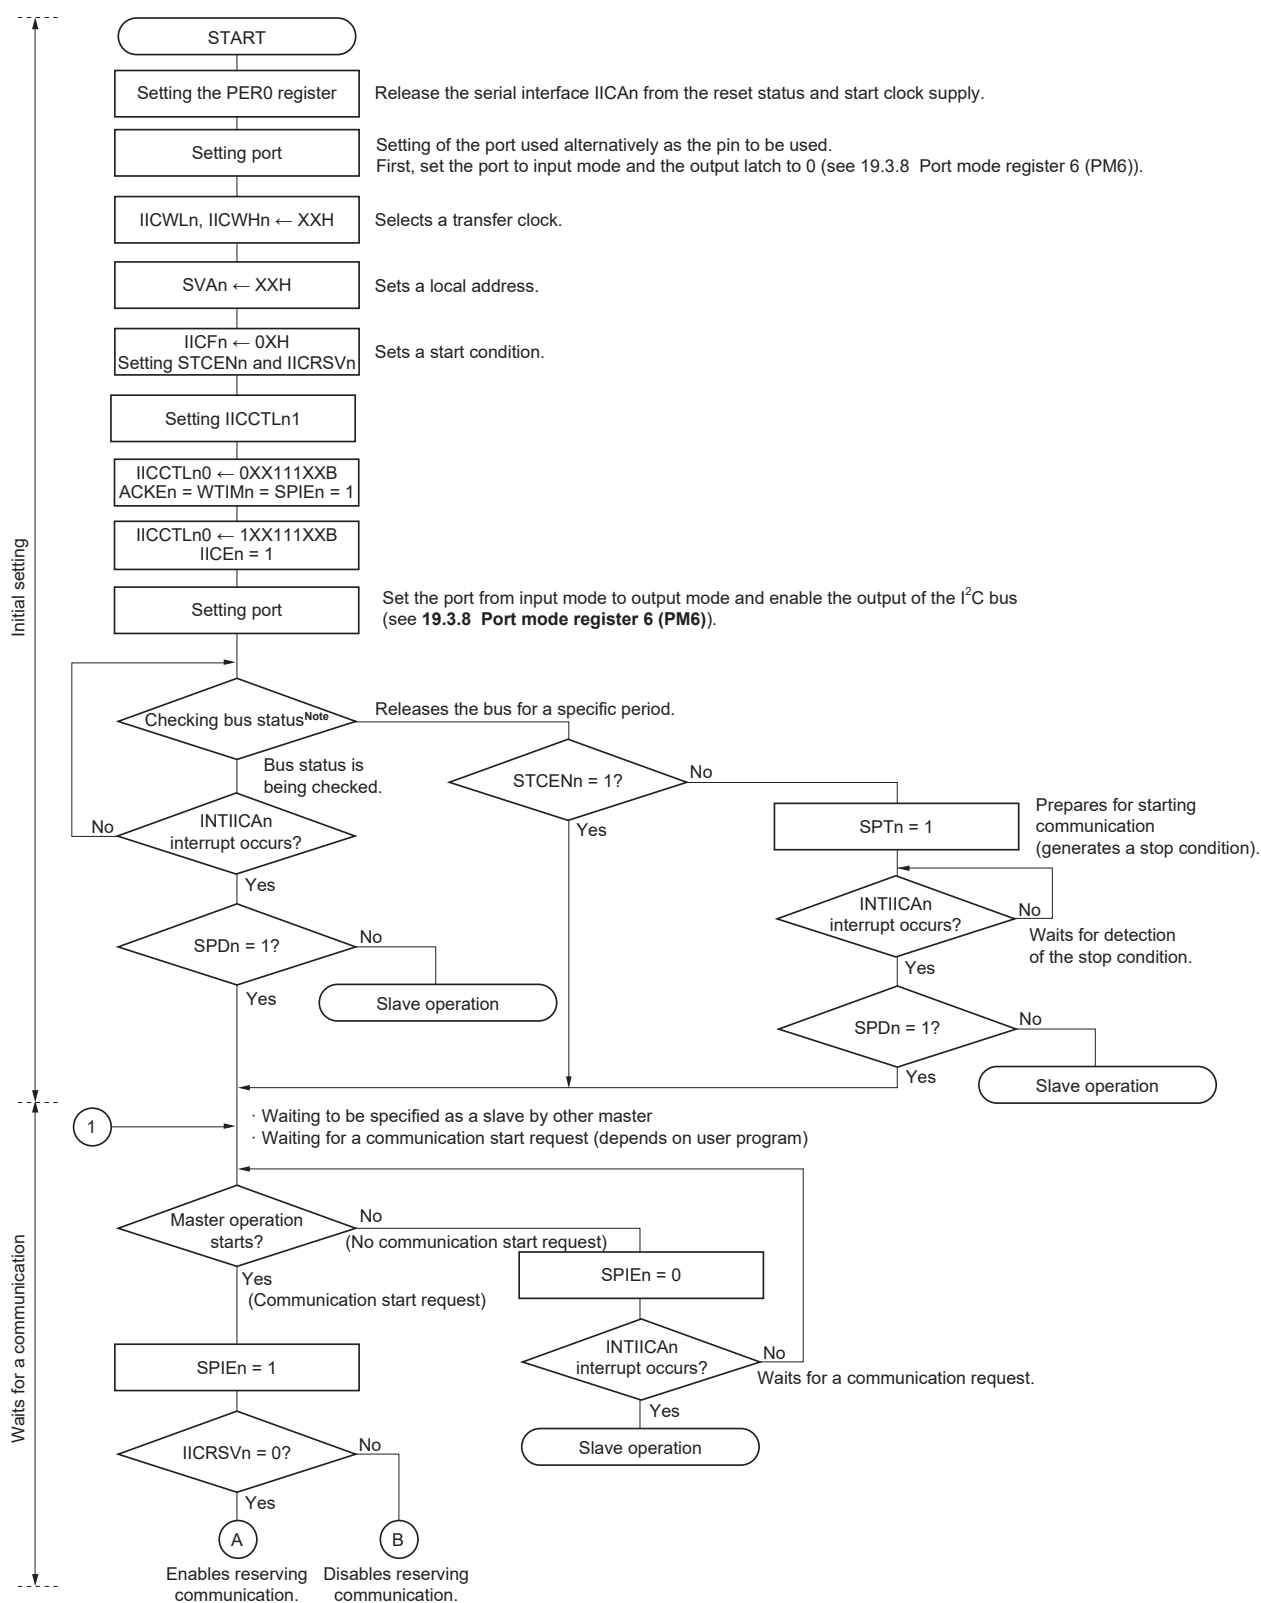 START
Setting the PER0 register
Release the serial interface IICAn from the reset status and start clock supply.
Setting port
Setting of the port used alternatively as the pin to be used.
First, set the port to input mode and the output latch to 0 (see 19.3.8 Port mode register 6 (PM6)).
IICWLn, IICWHn ← XXH
Selects a transfer clock.
SVAn ← XXH
Sets a local address.
IICFn ← 0XH
Setting STCENn and IICRSVn
Sets a start condition.
Setting IICCTLn1
IICCTLn0 ← 0XX111XXB
ACKEn = WTIMn = SPIEn = 1
IICCTLn0 ← 1XX111XXB
IICEn = 1
Initial setting
Setting port
Set the port from input mode to output mode and enable the output of the I²C bus
(see 19.3.8 Port mode register 6 (PM6)).
Checking bus status Note
Releases the bus for a specific period.
Bus status is
being checked.
STCENn = 1?
No
Yes
SPTn = 1
Prepares for starting
communication
(generates a stop condition).
INTIICAn
interrupt occurs?
No
Yes
INTIICAn
interrupt occurs?
No
Waits for detection
of the stop condition.
Yes
SPDn = 1?
No
Yes
Slave operation
SPDn = 1?
No
Yes
Slave operation
1
· Waiting to be specified as a slave by other master
· Waiting for a communication start request (depends on user program)
Waits for a communication
Master operation
starts?
No
(No communication start request)
Yes
(Communication start request)
SPIEn = 0
INTIICAn
interrupt occurs?
No
Waits for a communication request.
Yes
Slave operation
SPIEn = 1
IICRSVn = 0?
No
Yes
A
B
Enables reserving
communication.
Disables reserving
communication.